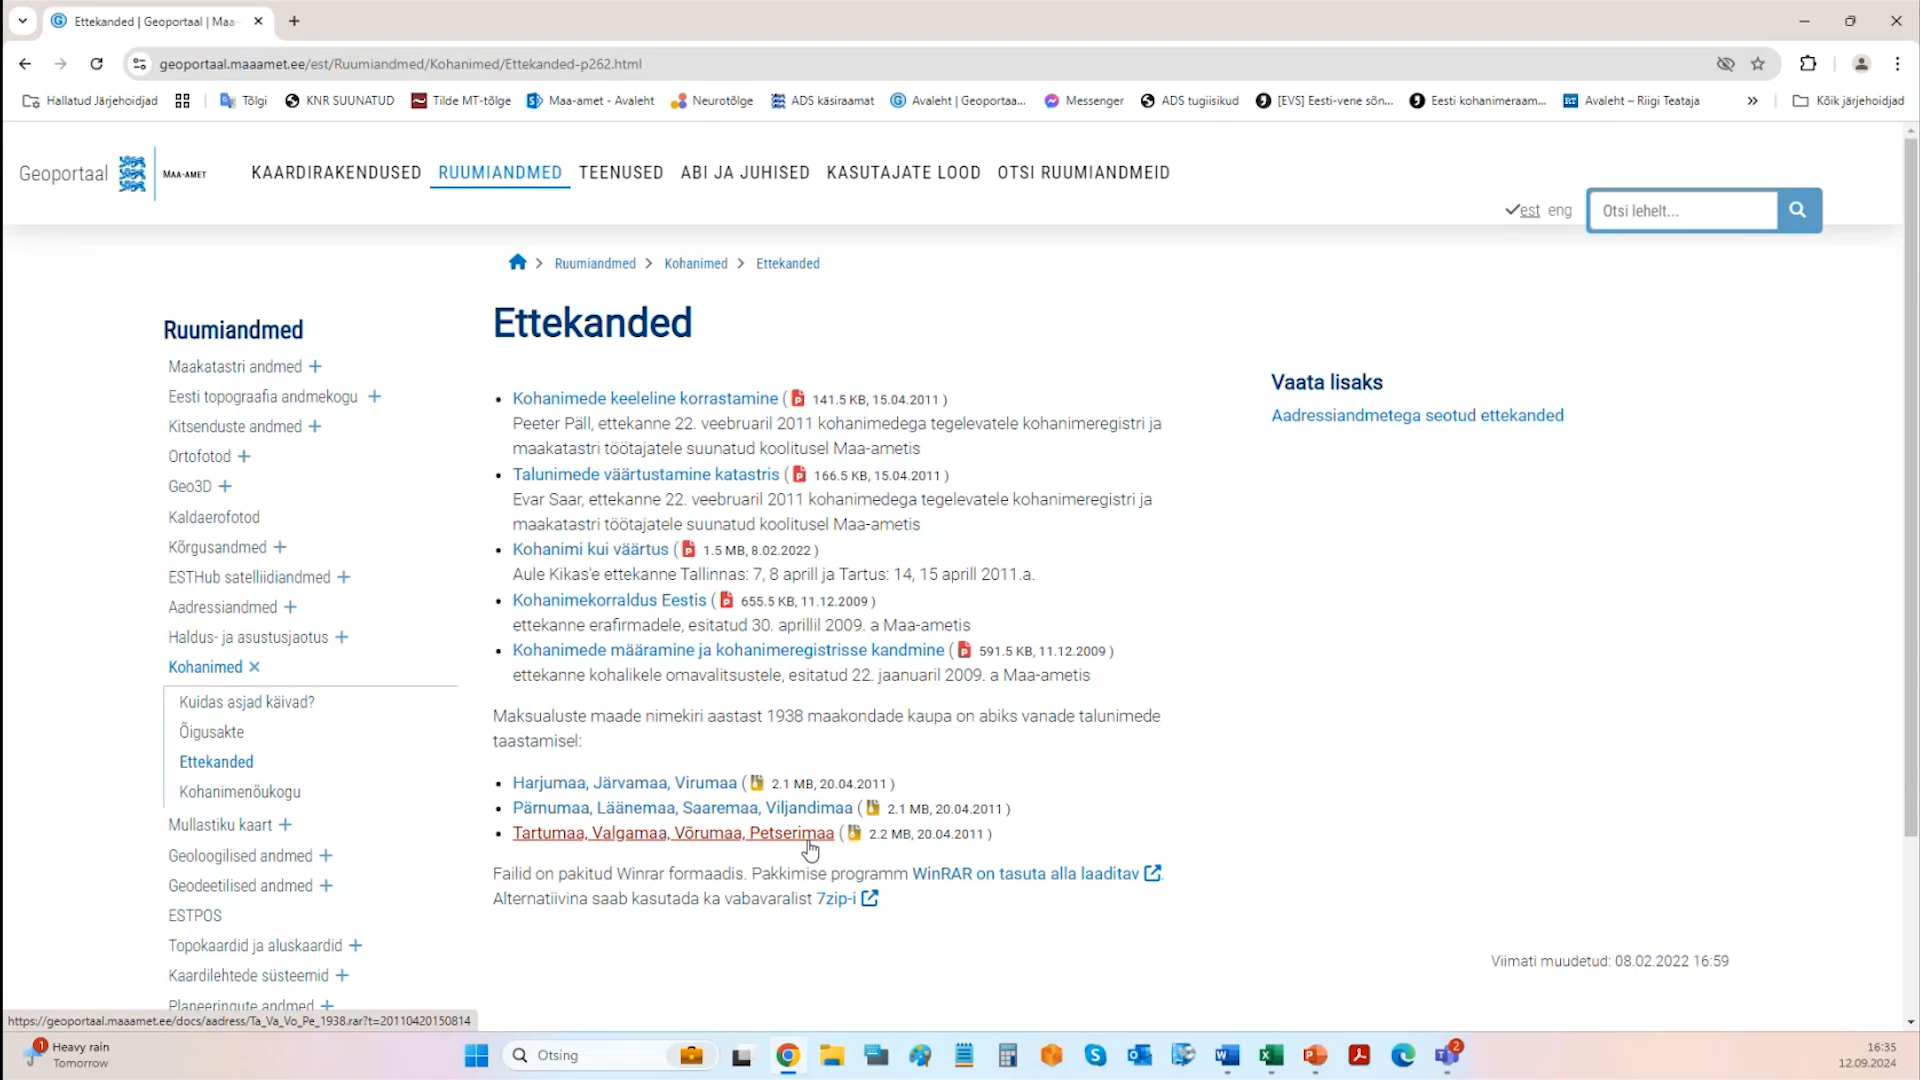 Ettekanded | Geoportaal | Maa-
geoportaal.maaamet.ee/est/Ruumiandmed/Kohanimed/Ettekanded-p262.html
Hallatud Järjehoidjad
Tõlgi
KNR SUUNATUD
Tilde MT-tõlge
Maa-amet - Avaleht
Neurotõlge
ADS käsiraamat
Avaleht | Geoportaa...
Messenger
ADS tugiisikud
[EVS] Eesti-vene sõn...
Eesti kohanimeraam...
Avaleht – Riigi Teataja
Kõik järjehoidjad
Geoportaal
MAA-AMET
KAARDIRAKENDUSED RUUMIANDMED TEENUSED ABI JA JUHISED KASUTAJATE LOOD OTSI RUUMIANDMEID
est eng
Otsi lehelt...
Ruumiandmed > Kohanimed > Ettekanded
Ruumiandmed
Maakatastri andmed +
Eesti topograafia andmekogu +
Kitsenduste andmed +
Ortofotod +
Geo3D +
Kaldaerofotod
Kõrgusandmed +
ESTHub satelliidiandmed +
Aadressiandmed +
Haldus- ja asustusjaotus +
Kohanimed ×
Kuidas asjad käivad?
Õigusakte
Ettekanded
Kohanimenõukogu
Mullastiku kaart +
Geoloogilised andmed +
Geodeetilised andmed +
ESTPOS
Topokaardid ja aluskaardid +
Kaardilehtede süsteemid +
Planeeringute andmed +
Ettekanded
• Kohanimede keeleline korrastamine ( 141.5 KB, 15.04.2011 )
Peeter Päll, ettekanne 22. veebruaril 2011 kohanimedega tegelevatele kohanimeregistri ja
maakatastri töötajatele suunatud koolitusel Maa-ametis
• Talunimede väärtustamine katastris ( 166.5 KB, 15.04.2011 )
Evar Saar, ettekanne 22. veebruaril 2011 kohanimedega tegelevatele kohanimeregistri ja
maakatastri töötajatele suunatud koolitusel Maa-ametis
• Kohanimi kui väärtus ( 1.5 MB, 8.02.2022 )
Aule Kikas'e ettekanne Tallinnas: 7, 8 aprill ja Tartus: 14, 15 aprill 2011.a.
• Kohanimekorraldus Eestis ( 655.5 KB, 11.12.2009 )
ettekanne erafirmadele, esitatud 30. aprillil 2009. a Maa-ametis
• Kohanimede määramine ja kohanimeregistrisse kandmine ( 591.5 KB, 11.12.2009 )
ettekanne kohalikele omavalitsustele, esitatud 22. jaanuaril 2009. a Maa-ametis
Maksualuste maade nimekiri aastast 1938 maakondade kaupa on abiks vanade talunimede
taastamisel:
• Harjumaa, Järvamaa, Virumaa ( 2.1 MB, 20.04.2011 )
• Pärnumaa, Läänemaa, Saaremaa, Viljandimaa ( 2.1 MB, 20.04.2011 )
• Tartumaa, Valgamaa, Võrumaa, Petserimaa ( 2.2 MB, 20.04.2011 )
Failid on pakitud Winrar formaadis. Pakkimise programm WinRAR on tasuta alla laaditav .
Alternatiivina saab kasutada ka vabavaralist 7zip-i
Vaata lisaks
Aadressiandmetega seotud ettekanded
Viimati muudetud: 08.02.2022 16:59
https://geoportaal.maaamet.ee/docs/aadress/Ta_Va_Vo_Pe_1938.rar?t=20110420150814
1
Heavy rain
Tomorrow
Otsing
2
16:35
12.09.2024